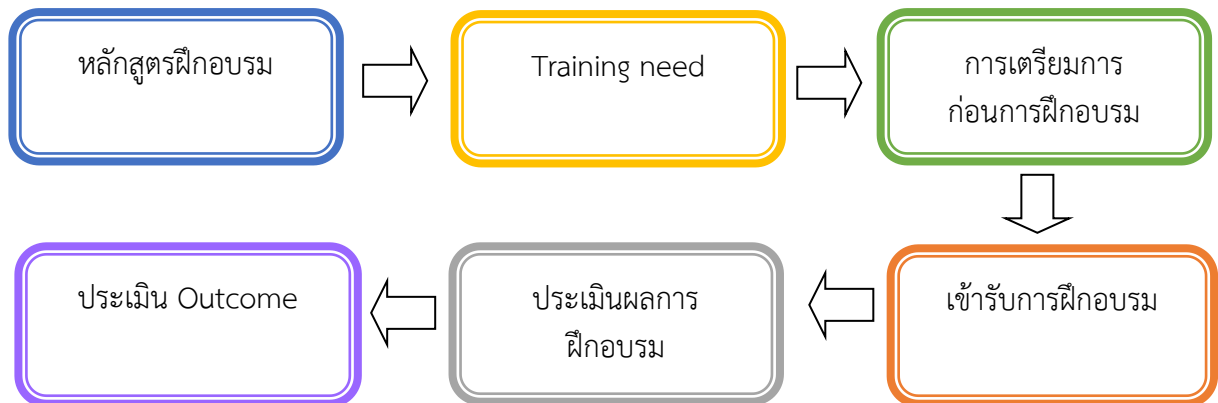 หลักสูตรฝึกอบรม
Training need
การเตรียมการ
ก่อนการฝึกอบรม
เข้ารับการฝึกอบรม
ประเมินผลการ
ฝึกอบรม
ประเมิน Outcome